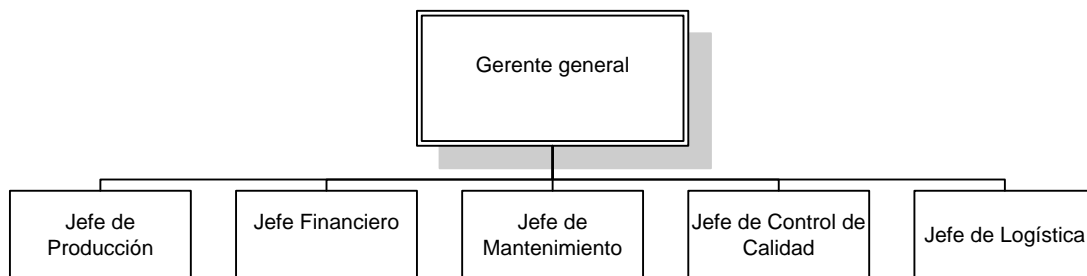 Gerente general
Jefe de
Producción
Jefe Financiero
Jefe de
Mantenimiento
Jefe de Control de
Calidad
Jefe de Logística